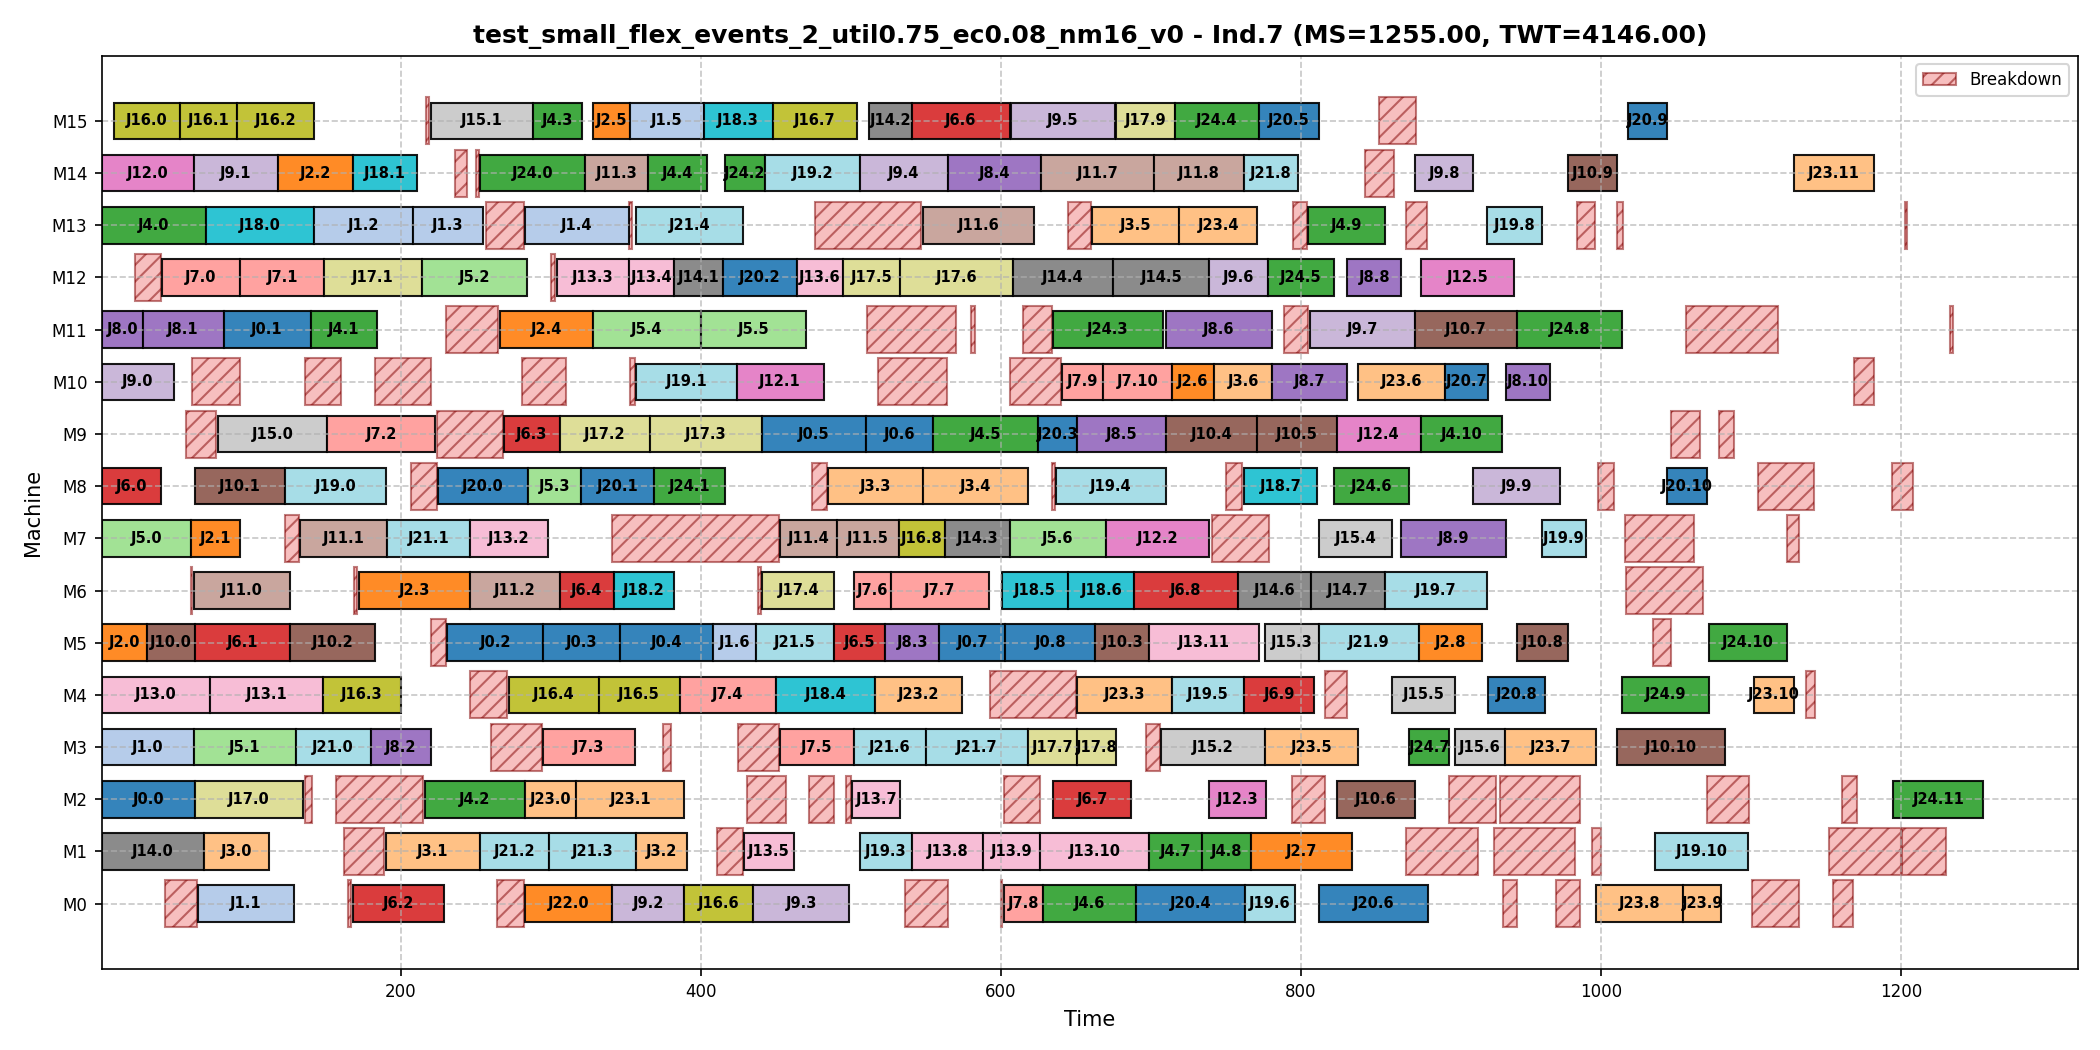 test_small_flex_events_2_util0.75_ec0.08_nm16_v0 - Ind.7 (MS=1255.00, TWT=4146.00)
Breakdown
M15 J16.0 J16.1 J16.2 J15.1 J4.3 J2.5 J1.5 J18.3 J16.7 J14.2 J6.6 J9.5 J17.9 J24.4 J20.5 J20.9
M14 J12.0 J9.1 J2.2 J18.1 J24.0 J11.3 J4.4 J24.2 J19.2 J9.4 J8.4 J11.7 J11.8 J21.8 J9.8 J10.9 J23.11
M13 J4.0 J18.0 J1.2 J1.3 J1.4 J21.4 J11.6 J3.5 J23.4 J4.9 J19.8
M12 J7.0 J7.1 J17.1 J5.2 J13.3 J13.4 J14.1 J20.2 J13.6 J17.5 J17.6 J14.4 J14.5 J9.6 J24.5 J8.8 J12.5
M11 J8.0 J8.1 J0.1 J4.1 J2.4 J5.4 J5.5 J24.3 J8.6 J9.7 J10.7 J24.8
M10 J9.0 J19.1 J12.1 J7.9 J7.10 J2.6 J3.6 J8.7 J23.6 J20.7 J8.10
M9 J15.0 J7.2 J6.3 J17.2 J17.3 J0.5 J0.6 J4.5 J20.3 J8.5 J10.4 J10.5 J12.4 J4.10
M8 J6.0 J10.1 J19.0 J20.0 J5.3 J20.1 J24.1 J3.3 J3.4 J19.4 J18.7 J24.6 J9.9 J20.10
M7 J5.0 J2.1 J11.1 J21.1 J13.2 J11.4 J11.5 J16.8 J14.3 J5.6 J12.2 J15.4 J8.9 J19.9
M6 J11.0 J2.3 J11.2 J6.4 J18.2 J17.4 J7.6 J7.7 J18.5 J18.6 J6.8 J14.6 J14.7 J19.7
M5 J2.0 J10.0 J6.1 J10.2 J0.2 J0.3 J0.4 J1.6 J21.5 J6.5 J8.3 J0.7 J0.8 J10.3 J13.11 J15.3 J21.9 J2.8 J10.8 J24.10
M4 J13.0 J13.1 J16.3 J16.4 J16.5 J7.4 J18.4 J23.2 J23.3 J19.5 J6.9 J15.5 J20.8 J24.9 J23.10
M3 J1.0 J5.1 J21.0 J8.2 J7.3 J7.5 J21.6 J21.7 J17.7 J17.8 J15.2 J23.5 J24.7 J15.6 J23.7 J10.10
M2 J0.0 J17.0 J4.2 J23.0 J23.1 J13.7 J6.7 J12.3 J10.6 J24.11
M1 J14.0 J3.0 J3.1 J21.2 J21.3 J3.2 J13.5 J19.3 J13.8 J13.9 J13.10 J4.7 J4.8 J2.7 J19.10
M0 J1.1 J6.2 J22.0 J9.2 J16.6 J9.3 J7.8 J4.6 J20.4 J19.6 J20.6 J23.8 J23.9
Machine
200 400 600 800 1000 1200
Time